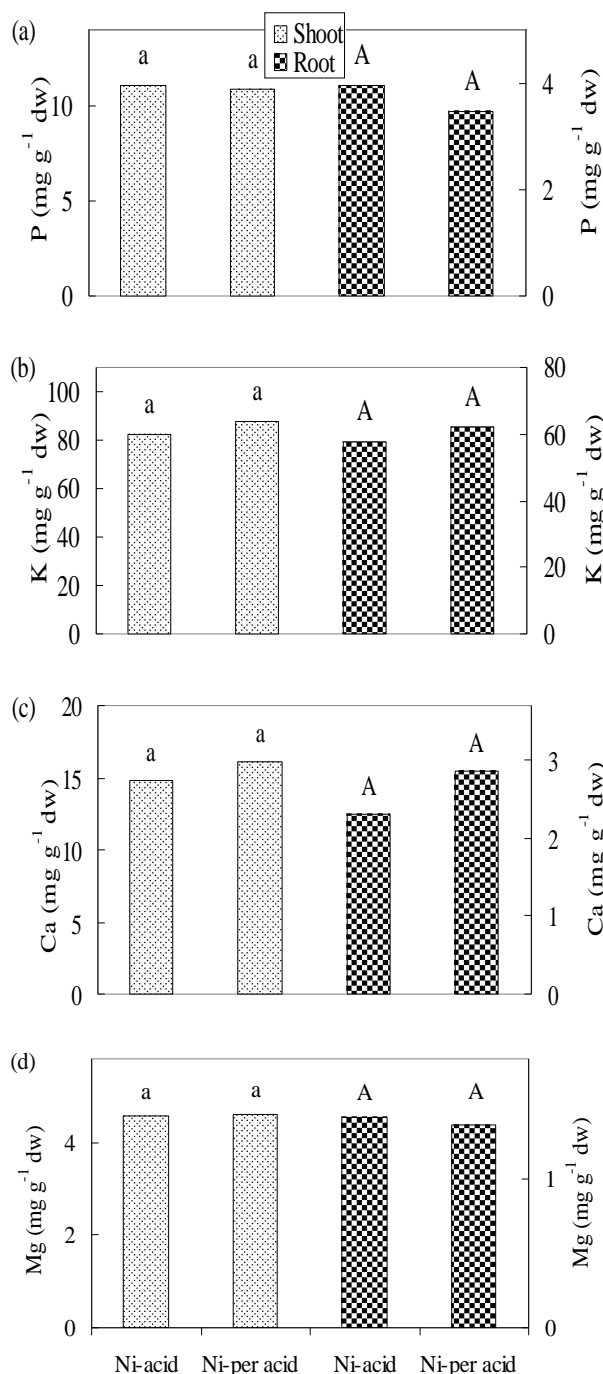 (a)
Shoot
Root
a
a
A
A
10
5
0
4
2
0
P (mg g⁻¹ dw)
P (mg g⁻¹ dw)
(b)
100
80
60
40
20
0
a
a
A
A
80
60
40
20
0
K (mg g⁻¹ dw)
K (mg g⁻¹ dw)
(c)
20
15
10
5
0
a
a
A
A
3
2
1
0
Ca (mg g⁻¹ dw)
Ca (mg g⁻¹ dw)
(d)
a
a
A
A
4
2
0
1
0
Mg (mg g⁻¹ dw)
Mg (mg g⁻¹ dw)
Ni-acid Ni-per acid Ni-acid Ni-per acid